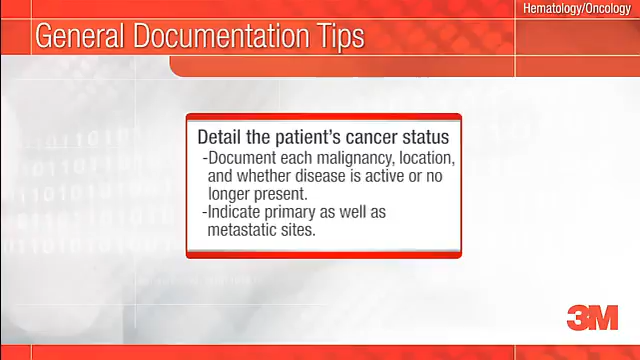 Hematology/Oncology
General Documentation Tips
Detail the patient's cancer status
-Document each malignancy, location,
and whether disease is active or no
longer present.
-Indicate primary as well as
metastatic sites.
3M